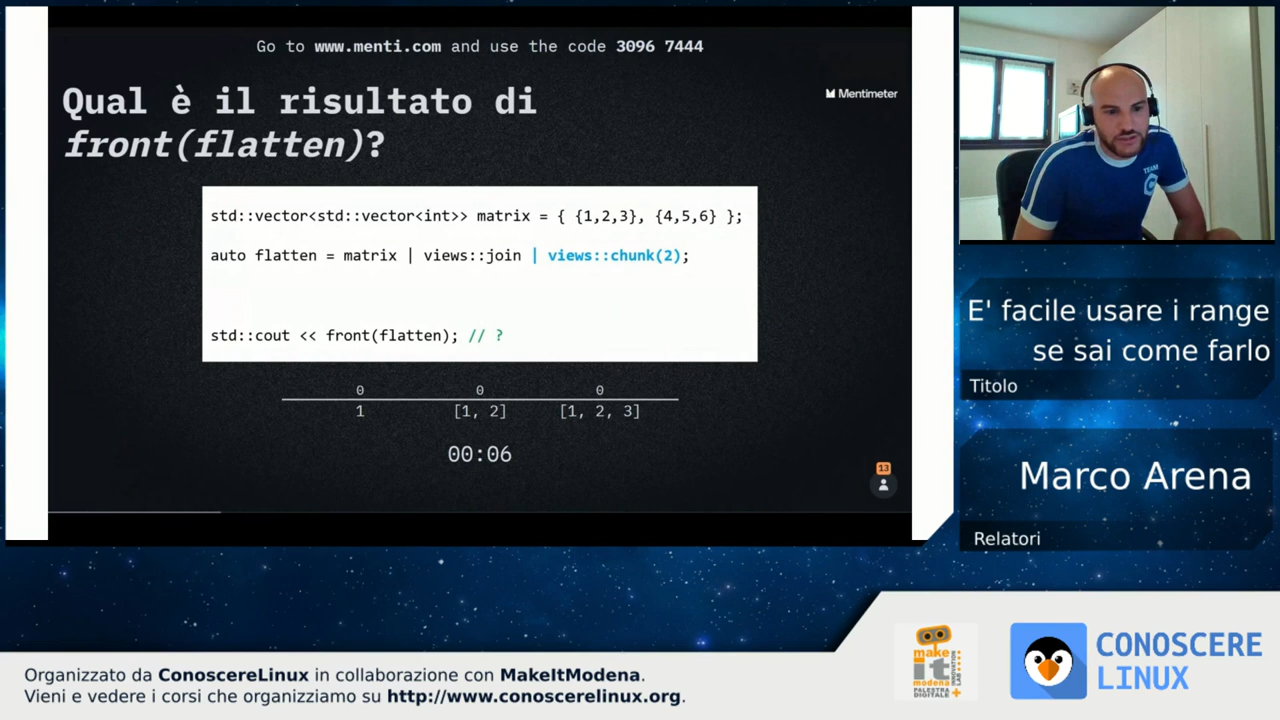 Go to www.menti.com and use the code 3096 7444
Mentimeter
Qual è il risultato di
front(flatten)?
std::vector<std::vector<int>> matrix = { {1,2,3}, {4,5,6} };
auto flatten = matrix | views::join | views::chunk(2);
std::cout << front(flatten); // ?
0 0 0
1 [1, 2] [1, 2, 3]
00:06
13
TEAM
E' facile usare i range
se sai come farlo
Titolo
Marco Arena
Relatori
make
it
modena
PALESTRA
DIGITALE
INNOVATION
LAB
CONOSCERE
LINUX
Organizzato da ConoscereLinux in collaborazione con MakeItModena.
Vieni e vedere i corsi che organizziamo su http://www.conoscerelinux.org.